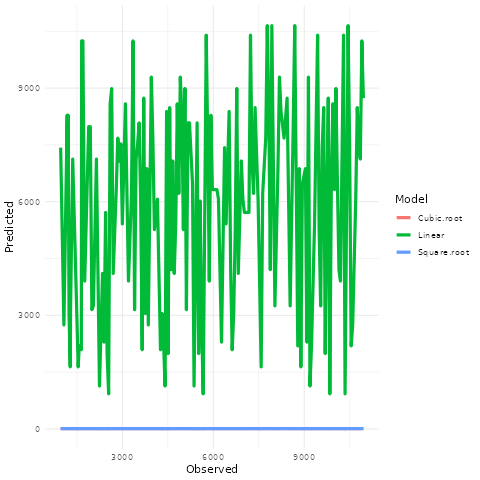 9000
6000
3000
0
Predicted
3000
6000
9000
Observed
Model
Cubic.root
Linear
Square.root